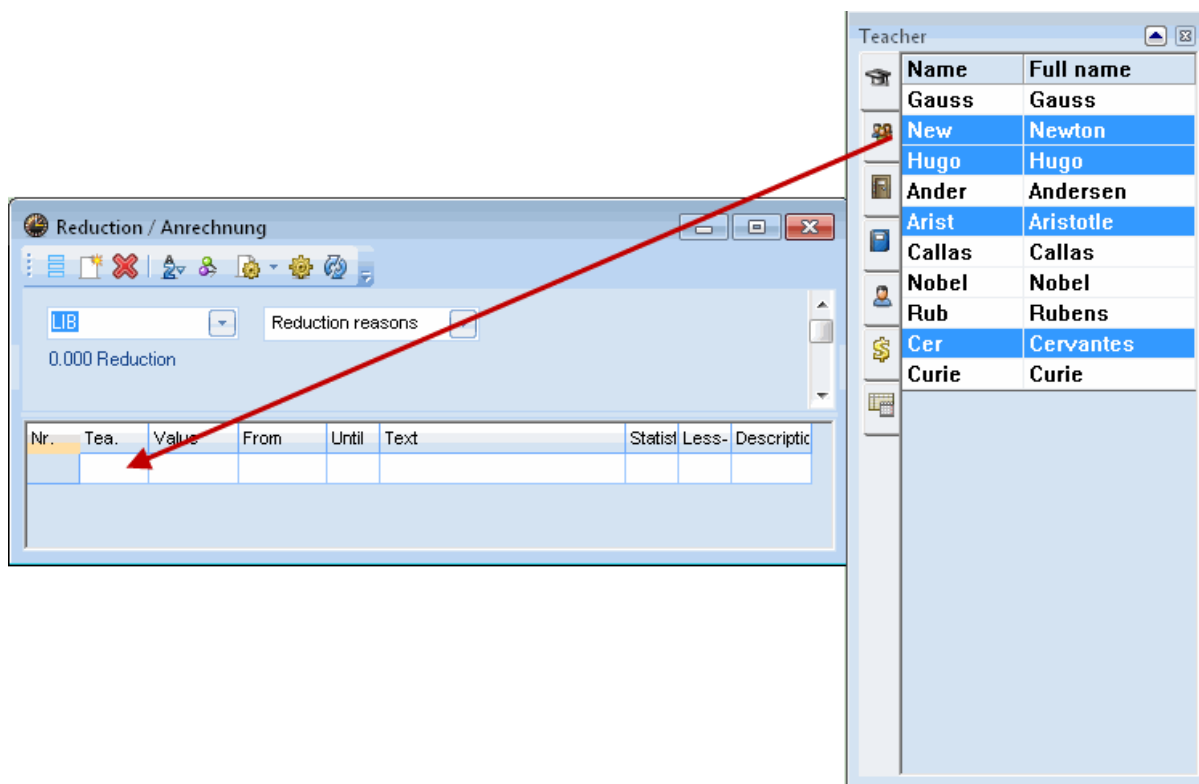 Teacher
Name Full name
Gauss Gauss
New Newton
Hugo Hugo
Ander Andersen
Arist Aristotle
Callas Callas
Nobel Nobel
Rub Rubens
Cer Cervantes
Curie Curie
Reduction / Anrechnung
LIB Reduction reasons
0.000 Reduction
Nr. Tea. Value From Until Text Statist Less- Descriptic